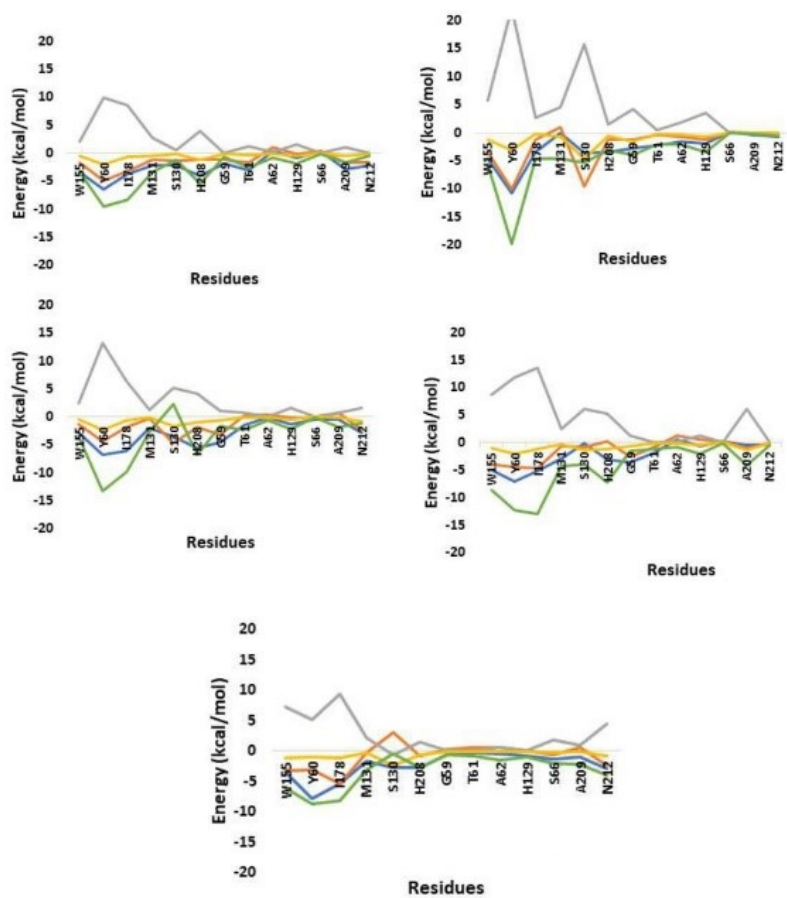 Energy (kcal/mol)
20
15
10
5
0
-5
-10
-15
-20
W155
Y60
I178
M131
S130
H208
G59
T61
A62
H129
S66
A209
N212
Residues
Energy (kcal/mol)
20
15
10
5
0
-5
-10
-15
-20
W155
Y60
I178
M131
S130
H208
G59
T61
A62
H129
S66
A209
N212
Residues
Energy (kcal/mol)
20
15
10
5
0
-5
-10
-15
-20
W155
Y60
I178
M131
S130
H208
G59
T61
A62
H129
S66
A209
N212
Residues
Energy (kcal/mol)
20
15
10
5
0
-5
-10
-15
-20
W155
Y60
I178
M131
S130
H208
G59
T61
A62
H129
S66
A209
N212
Residues
Energy (kcal/mol)
20
15
10
5
0
-5
-10
-15
-20
W155
Y60
I178
M131
S130
H208
G59
T61
A62
H129
S66
A209
N212
Residues